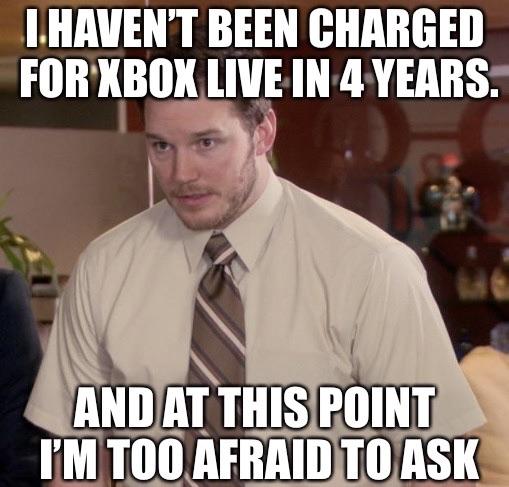 I HAVEN'T BEEN CHARGED
FOR XBOX LIVE IN 4 YEARS.
AND AT THIS POINT
I'M TOO AFRAID TO ASK